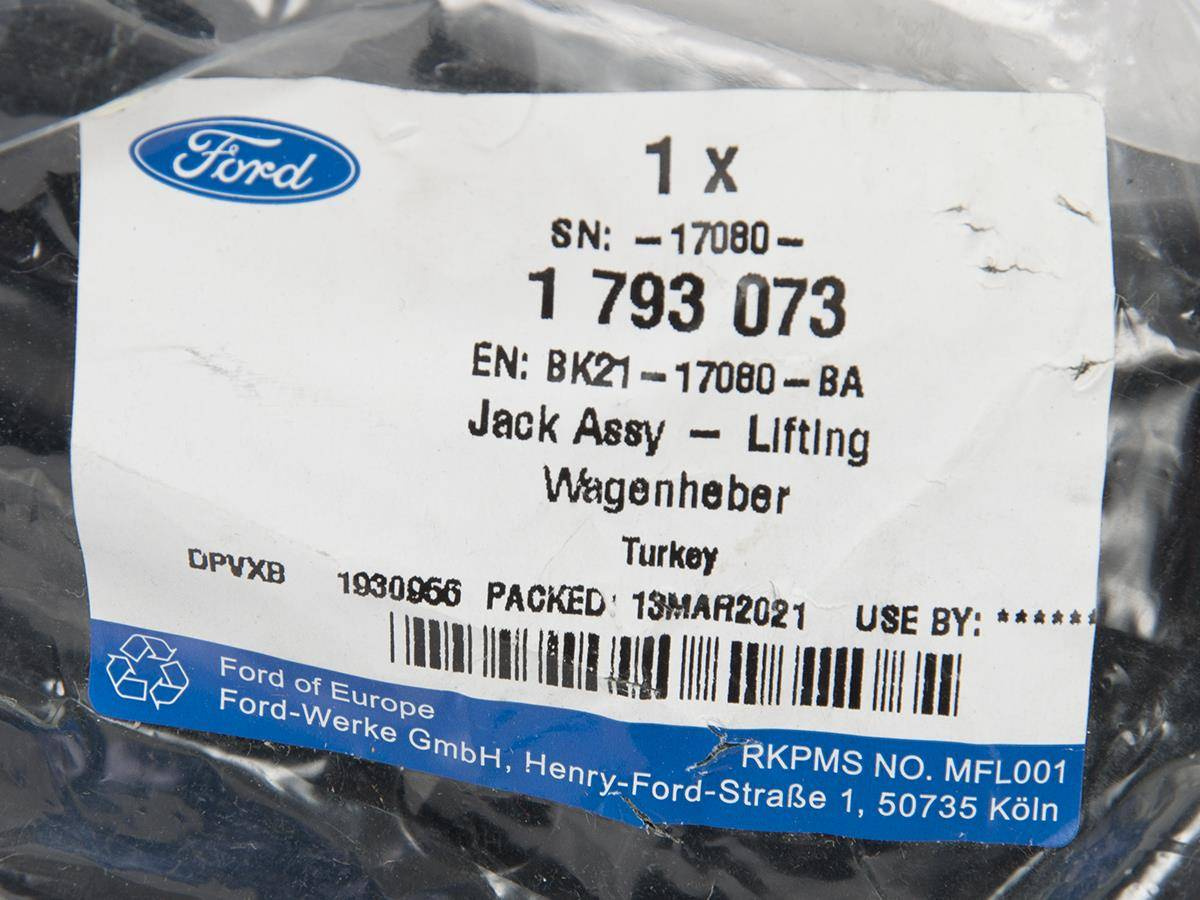 Ford
1 X
SN: -17080-
1 793 073
EN: BK21-17080-BA
Jack Assy - Lifting
Wagenheber
Turkey
DPVXB 1930966 PACKED: 13MAR2021 USE BY: ******
Ford of Europe
Ford-Werke GmbH, Henry-Ford-Straße 1, 50735 Köln
RKPMS NO. MFL001